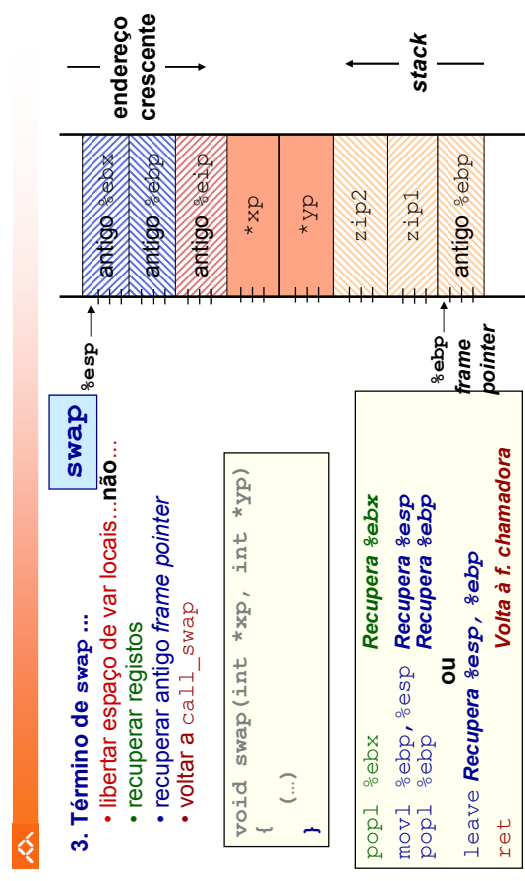 swap
3. Término de swap ...
• libertar espaço de var locais...não...
• recuperar registos
• recuperar antigo frame pointer
• voltar a call_swap
void swap(int *xp, int *yp)
{
(...)
}
popl %ebx Recupera %ebx
movl %ebp,%esp Recupera %esp
popl %ebp Recupera %ebp
ou
leave Recupera %esp, %ebp
ret Volta à f. chamadora
%esp
%ebp
frame
pointer
antigo %ebx
antigo %ebp
antigo %eip
*xp
*yp
zip2
zip1
antigo %ebp
endereço
crescente
stack